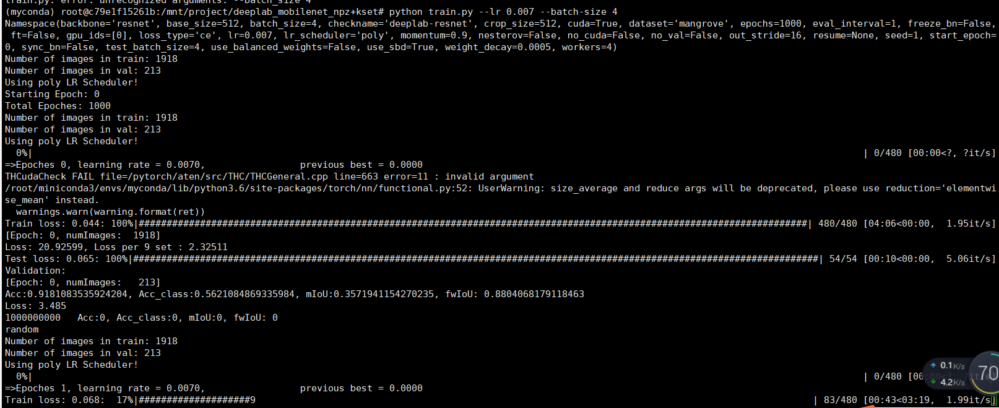 train.py: error: unrecognized arguments: --batch_size 4
(myconda) root@c79e1f15261b:/mnt/project/deeplab_mobilenet_npz+kset# python train.py --lr 0.007 --batch-size 4
Namespace(backbone='resnet', base_size=512, batch_size=4, checkname='deeplab-resnet', crop_size=512, cuda=True, dataset='mangrove', epochs=1000, eval_interval=1, freeze_bn=False,
 ft=False, gpu_ids=[0], loss_type='ce', lr=0.007, lr_scheduler='poly', momentum=0.9, nesterov=False, no_cuda=False, no_val=False, out_stride=16, resume=None, seed=1, start_epoch=
0, sync_bn=False, test_batch_size=4, use_balanced_weights=False, use_sbd=True, weight_decay=0.0005, workers=4)
Number of images in train: 1918
Number of images in val: 213
Using poly LR Scheduler!
Starting Epoch: 0
Total Epoches: 1000
Number of images in train: 1918
Number of images in val: 213
Using poly LR Scheduler!
  0%| | 0/480 [00:00<?, ?it/s]
=>Epoches 0, learning rate = 0.0070, previous best = 0.0000
THCudaCheck FAIL file=/pytorch/aten/src/THC/THCGeneral.cpp line=663 error=11 : invalid argument
/root/miniconda3/envs/myconda/lib/python3.6/site-packages/torch/nn/functional.py:52: UserWarning: size_average and reduce args will be deprecated, please use reduction='elementwi
se_mean' instead.
  warnings.warn(warning.format(ret))
Train loss: 0.044: 100%|########################################################################################################################| 480/480 [04:06<00:00,  1.95it/s]
[Epoch: 0, numImages:  1918]
Loss: 20.92599, Loss per 9 set : 2.32511
Test loss: 0.065: 100%|###########################################################################################################################| 54/54 [00:10<00:00,  5.06it/s]
Validation:
[Epoch: 0, numImages:   213]
Acc:0.9181083535924204, Acc_class:0.5621084869335984, mIoU:0.3571941154270235, fwIoU: 0.8804068179118463
Loss: 3.485
1000000000   Acc:0, Acc_class:0, mIoU:0, fwIoU: 0
random
Number of images in train: 1918
Number of images in val: 213
Using poly LR Scheduler!
  0%| | 0/480 [00:00<?, ?it/s]
=>Epoches 1, learning rate = 0.0070, previous best = 0.0000
Train loss: 0.068:  17%|####################9 | 83/480 [00:43<03:19,  1.99it/s]
↑ 0.1K/s
↓ 4.2K/s
70